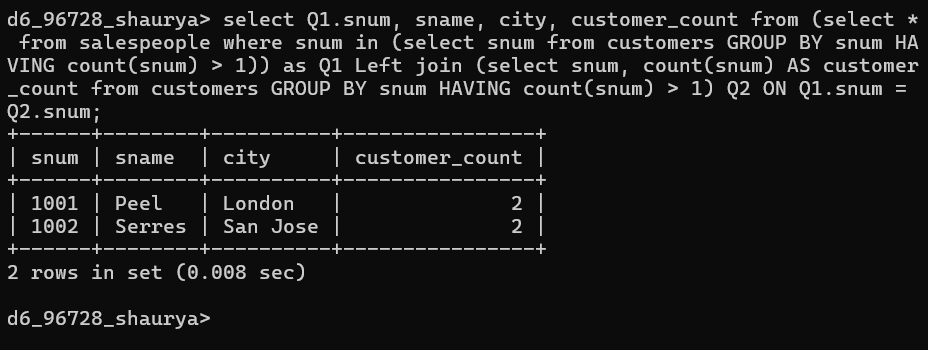 d6_96728_shaurya> select Q1.snum, sname, city, customer_count from (select *
 from salespeople where snum in (select snum from customers GROUP BY snum HA
VING count(snum) > 1)) as Q1 Left join (select snum, count(snum) AS customer
_count from customers GROUP BY snum HAVING count(snum) > 1) Q2 ON Q1.snum =
Q2.snum;
+------+--------+----------+----------------+
| snum | sname  | city     | customer_count |
+------+--------+----------+----------------+
| 1001 | Peel   | London   |              2 |
| 1002 | Serres | San Jose |              2 |
+------+--------+----------+----------------+
2 rows in set (0.008 sec)

d6_96728_shaurya>